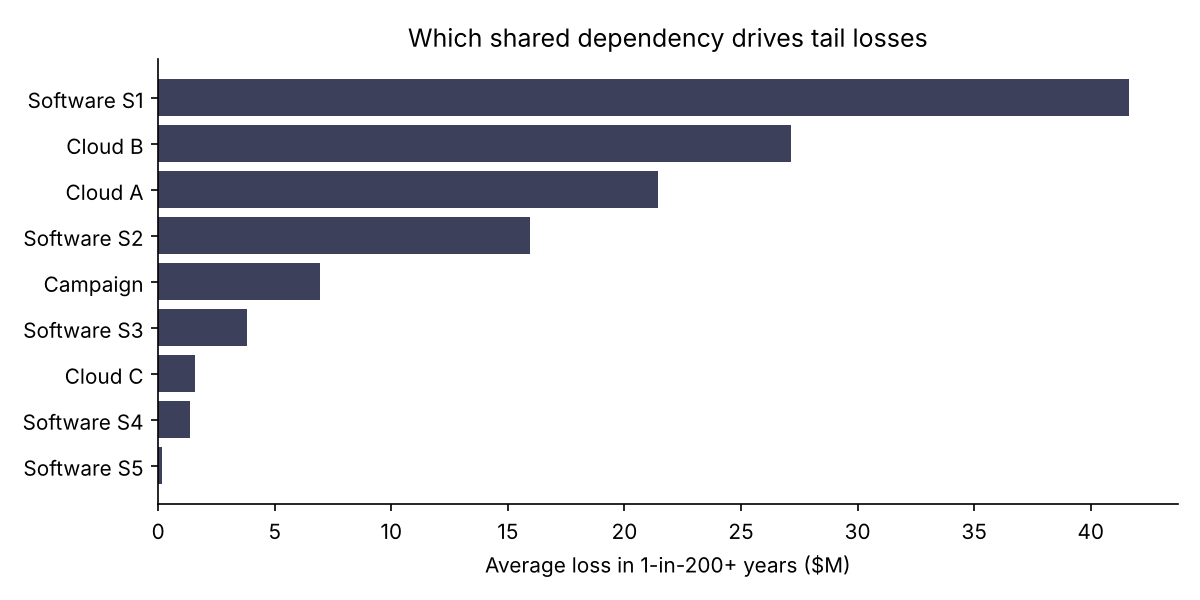 Which shared dependency drives tail losses
Software S1
Cloud B
Cloud A
Software S2
Campaign
Software S3
Cloud C
Software S4
Software S5
0 5 10 15 20 25 30 35 40
Average loss in 1-in-200+ years ($M)